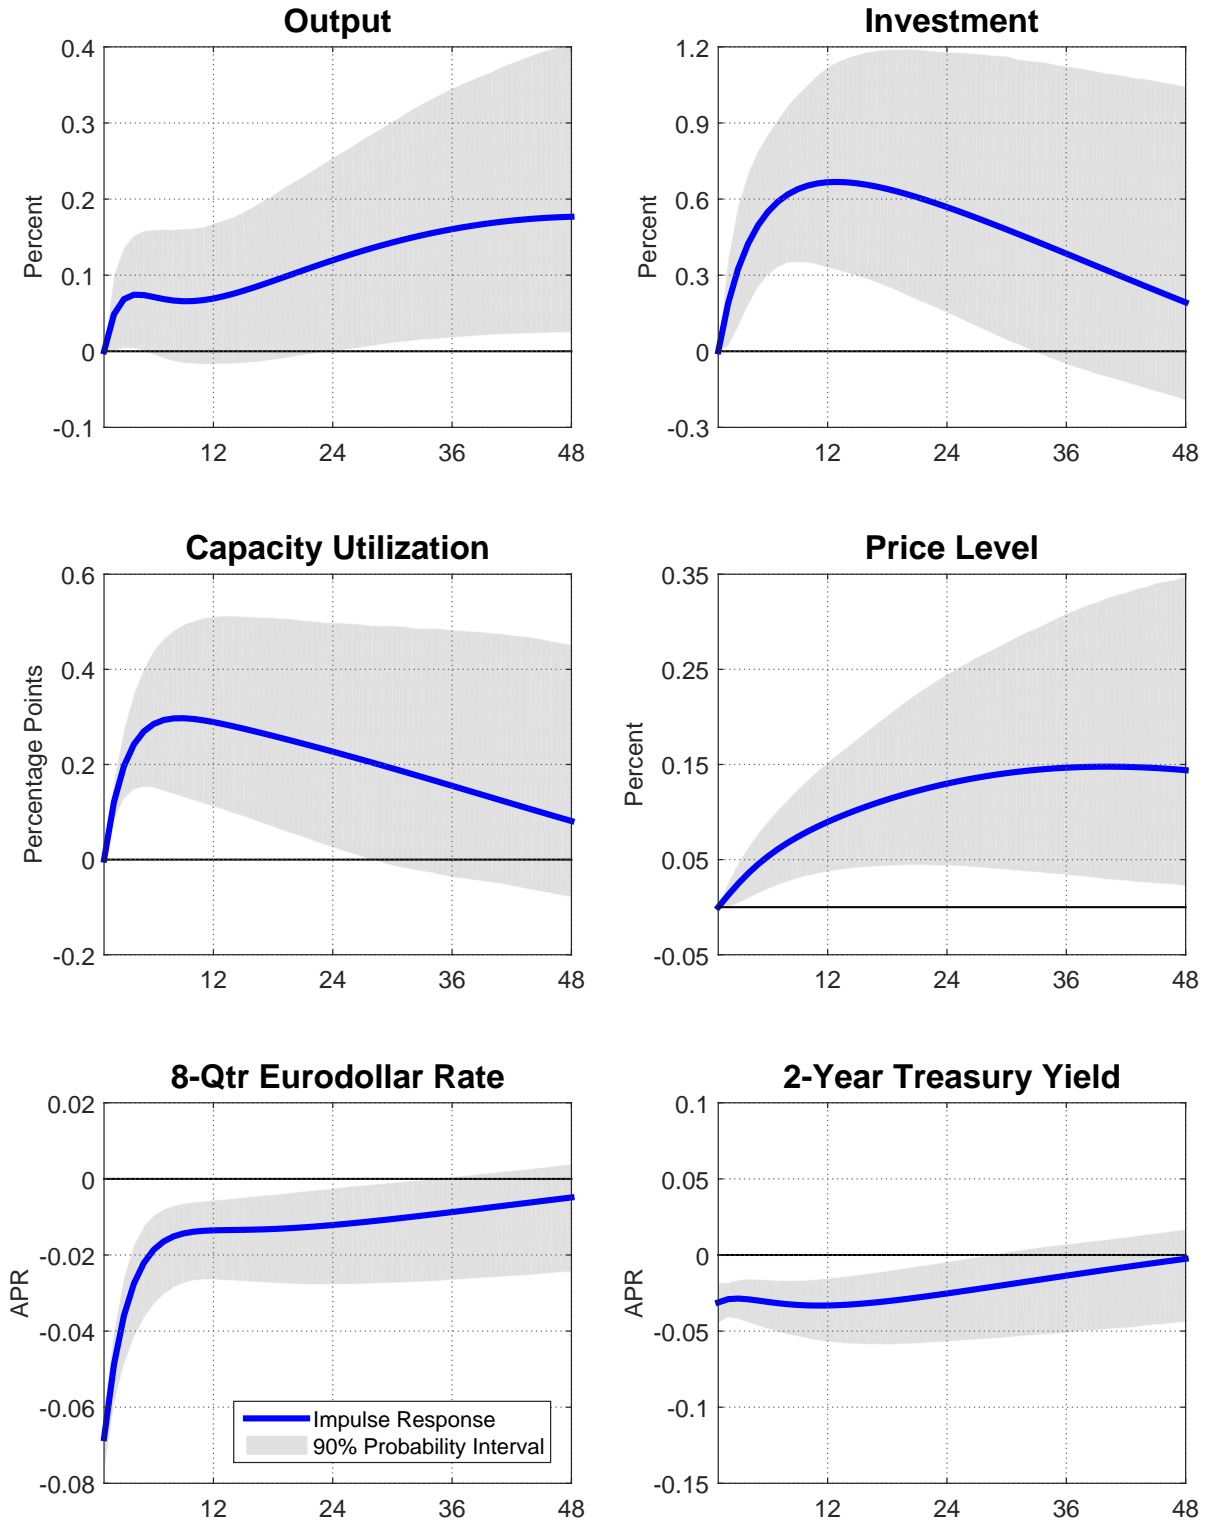 Output
Percent
0.4
0.3
0.2
0.1
0
-0.1
12 24 36 48
Investment
Percent
1.2
0.9
0.6
0.3
0
-0.3
12 24 36 48
Capacity Utilization
Percentage Points
0.6
0.4
0.2
0
-0.2
12 24 36 48
Price Level
Percent
0.35
0.25
0.15
0.05
-0.05
12 24 36 48
8-Qtr Eurodollar Rate
APR
0.02
0
-0.02
-0.04
-0.06
-0.08
Impulse Response
90% Probability Interval
12 24 36 48
2-Year Treasury Yield
APR
0.1
0.05
0
-0.05
-0.1
-0.15
12 24 36 48